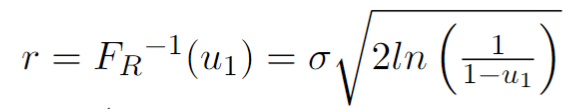 r = F_R^{-1}(u_1) = σ√(2ln(1/(1−u_1)))